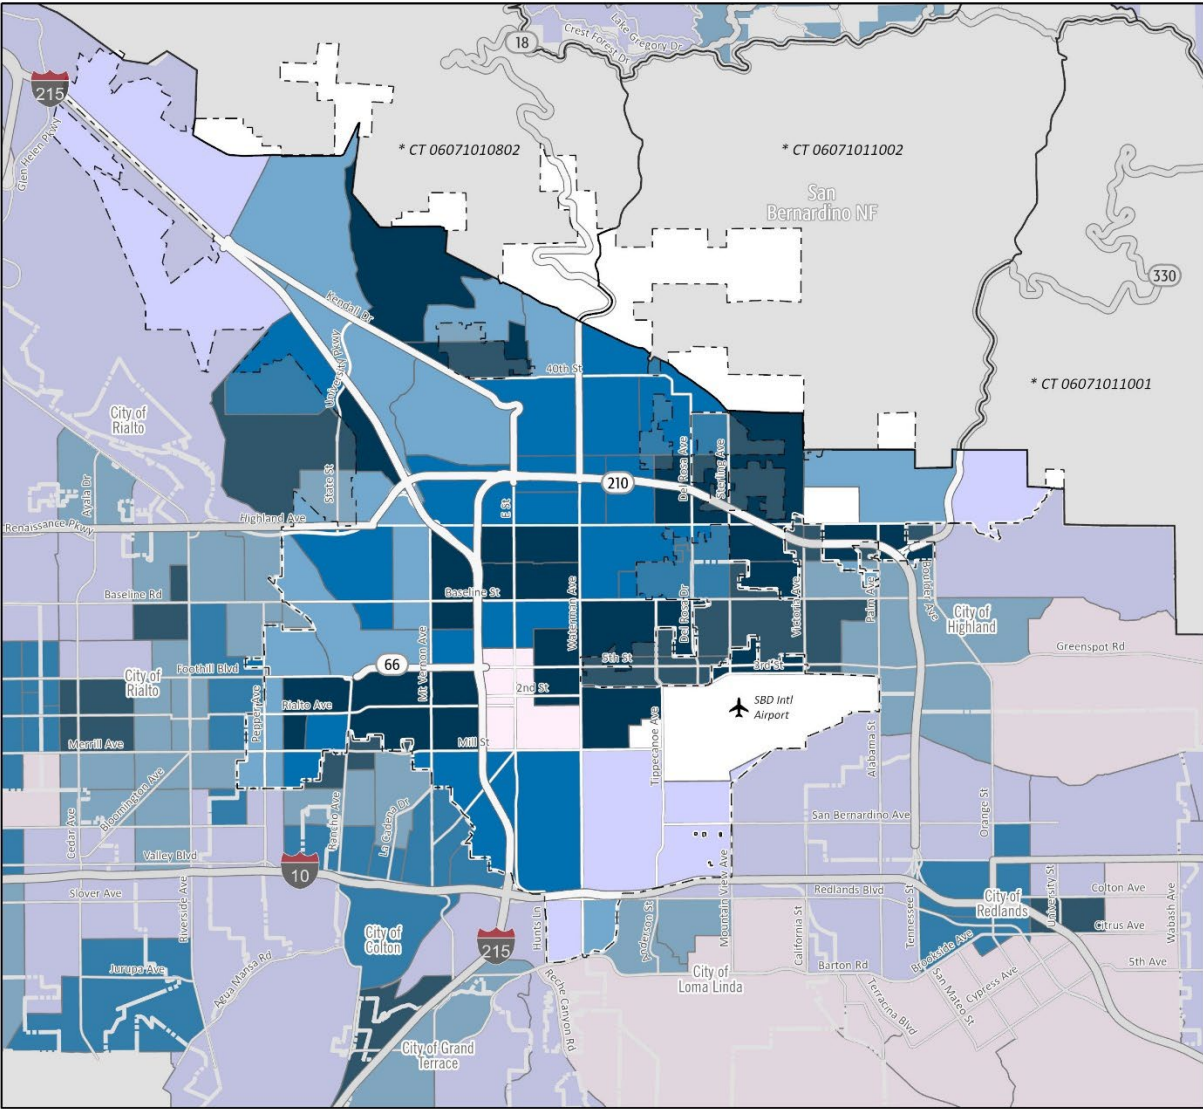 18
Crest Forest Dr
Lake Gregory Dr
215
Glen Helen Pkwy
* CT 06071010802
* CT 06071011002
San
Bernardino NF
330
Kendall Dr
University Pkwy
40th St
* CT 06071011001
City of
Rialto
Ayala Dr
State St
Del Rosa Ave
Sterling Ave
210
E St
Highland Ave
Renaissance Pkwy
Baseline Rd
Baseline St
Waterman Ave
Del Rosa Dr
Victoria Ave
Palm Ave
Boulder Ave
City of
Highland
Greenspot Rd
Foothill Blvd
City of
Rialto
Pepper Ave
66
Mt Vernon Ave
5th St
3rd St
2nd St
Rialto Ave
SBD Intl
Airport
Merrill Ave
Mill St
Tippecanoe Ave
Alabama St
Cedar Ave
Bloomington Ave
Rancho Ave
La Cadena Dr
San Bernardino Ave
Orange St
Valley Blvd
10
Slover Ave
Riverside Ave
Mountain View Ave
Redlands Blvd
Tennessee St
City of
Redlands
University St
Colton Ave
Citrus Ave
Wabash Ave
City of
Colton
215
Hunts Ln
Anderson St
California St
Brookside Ave
5th Ave
Jurupa Ave
Agua Mansa Rd
Reche Canyon Rd
City of
Loma Linda
Barton Rd
Terracina Blvd
San Mateo St
Cypress Ave
City of Grand
Terrace